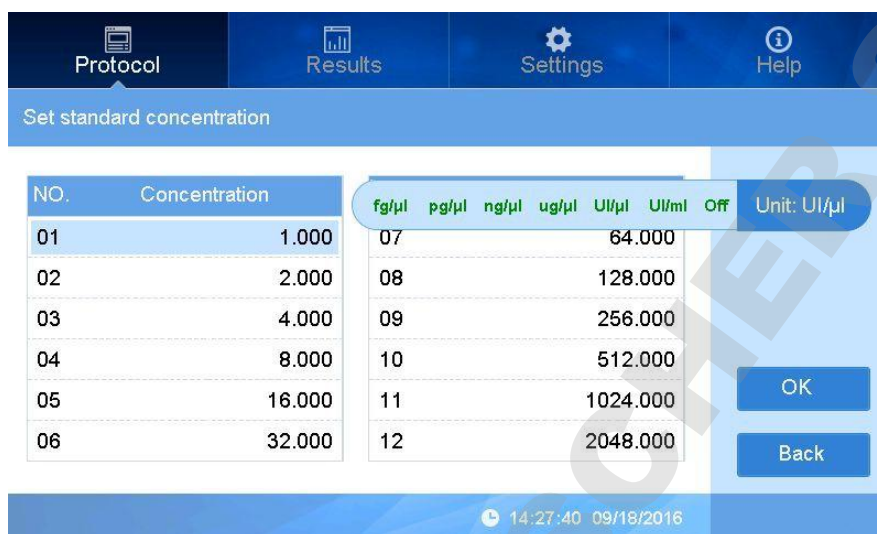 Protocol Results Settings Help
Set standard concentration
NO. Concentration
fg/µl pg/µl ng/µl ug/µl UI/µl UI/ml Off Unit: UI/µl
01 1.000 07 64.000
02 2.000 08 128.000
03 4.000 09 256.000
04 8.000 10 512.000
05 16.000 11 1024.000
06 32.000 12 2048.000
OK
Back
14:27:40 09/18/2016